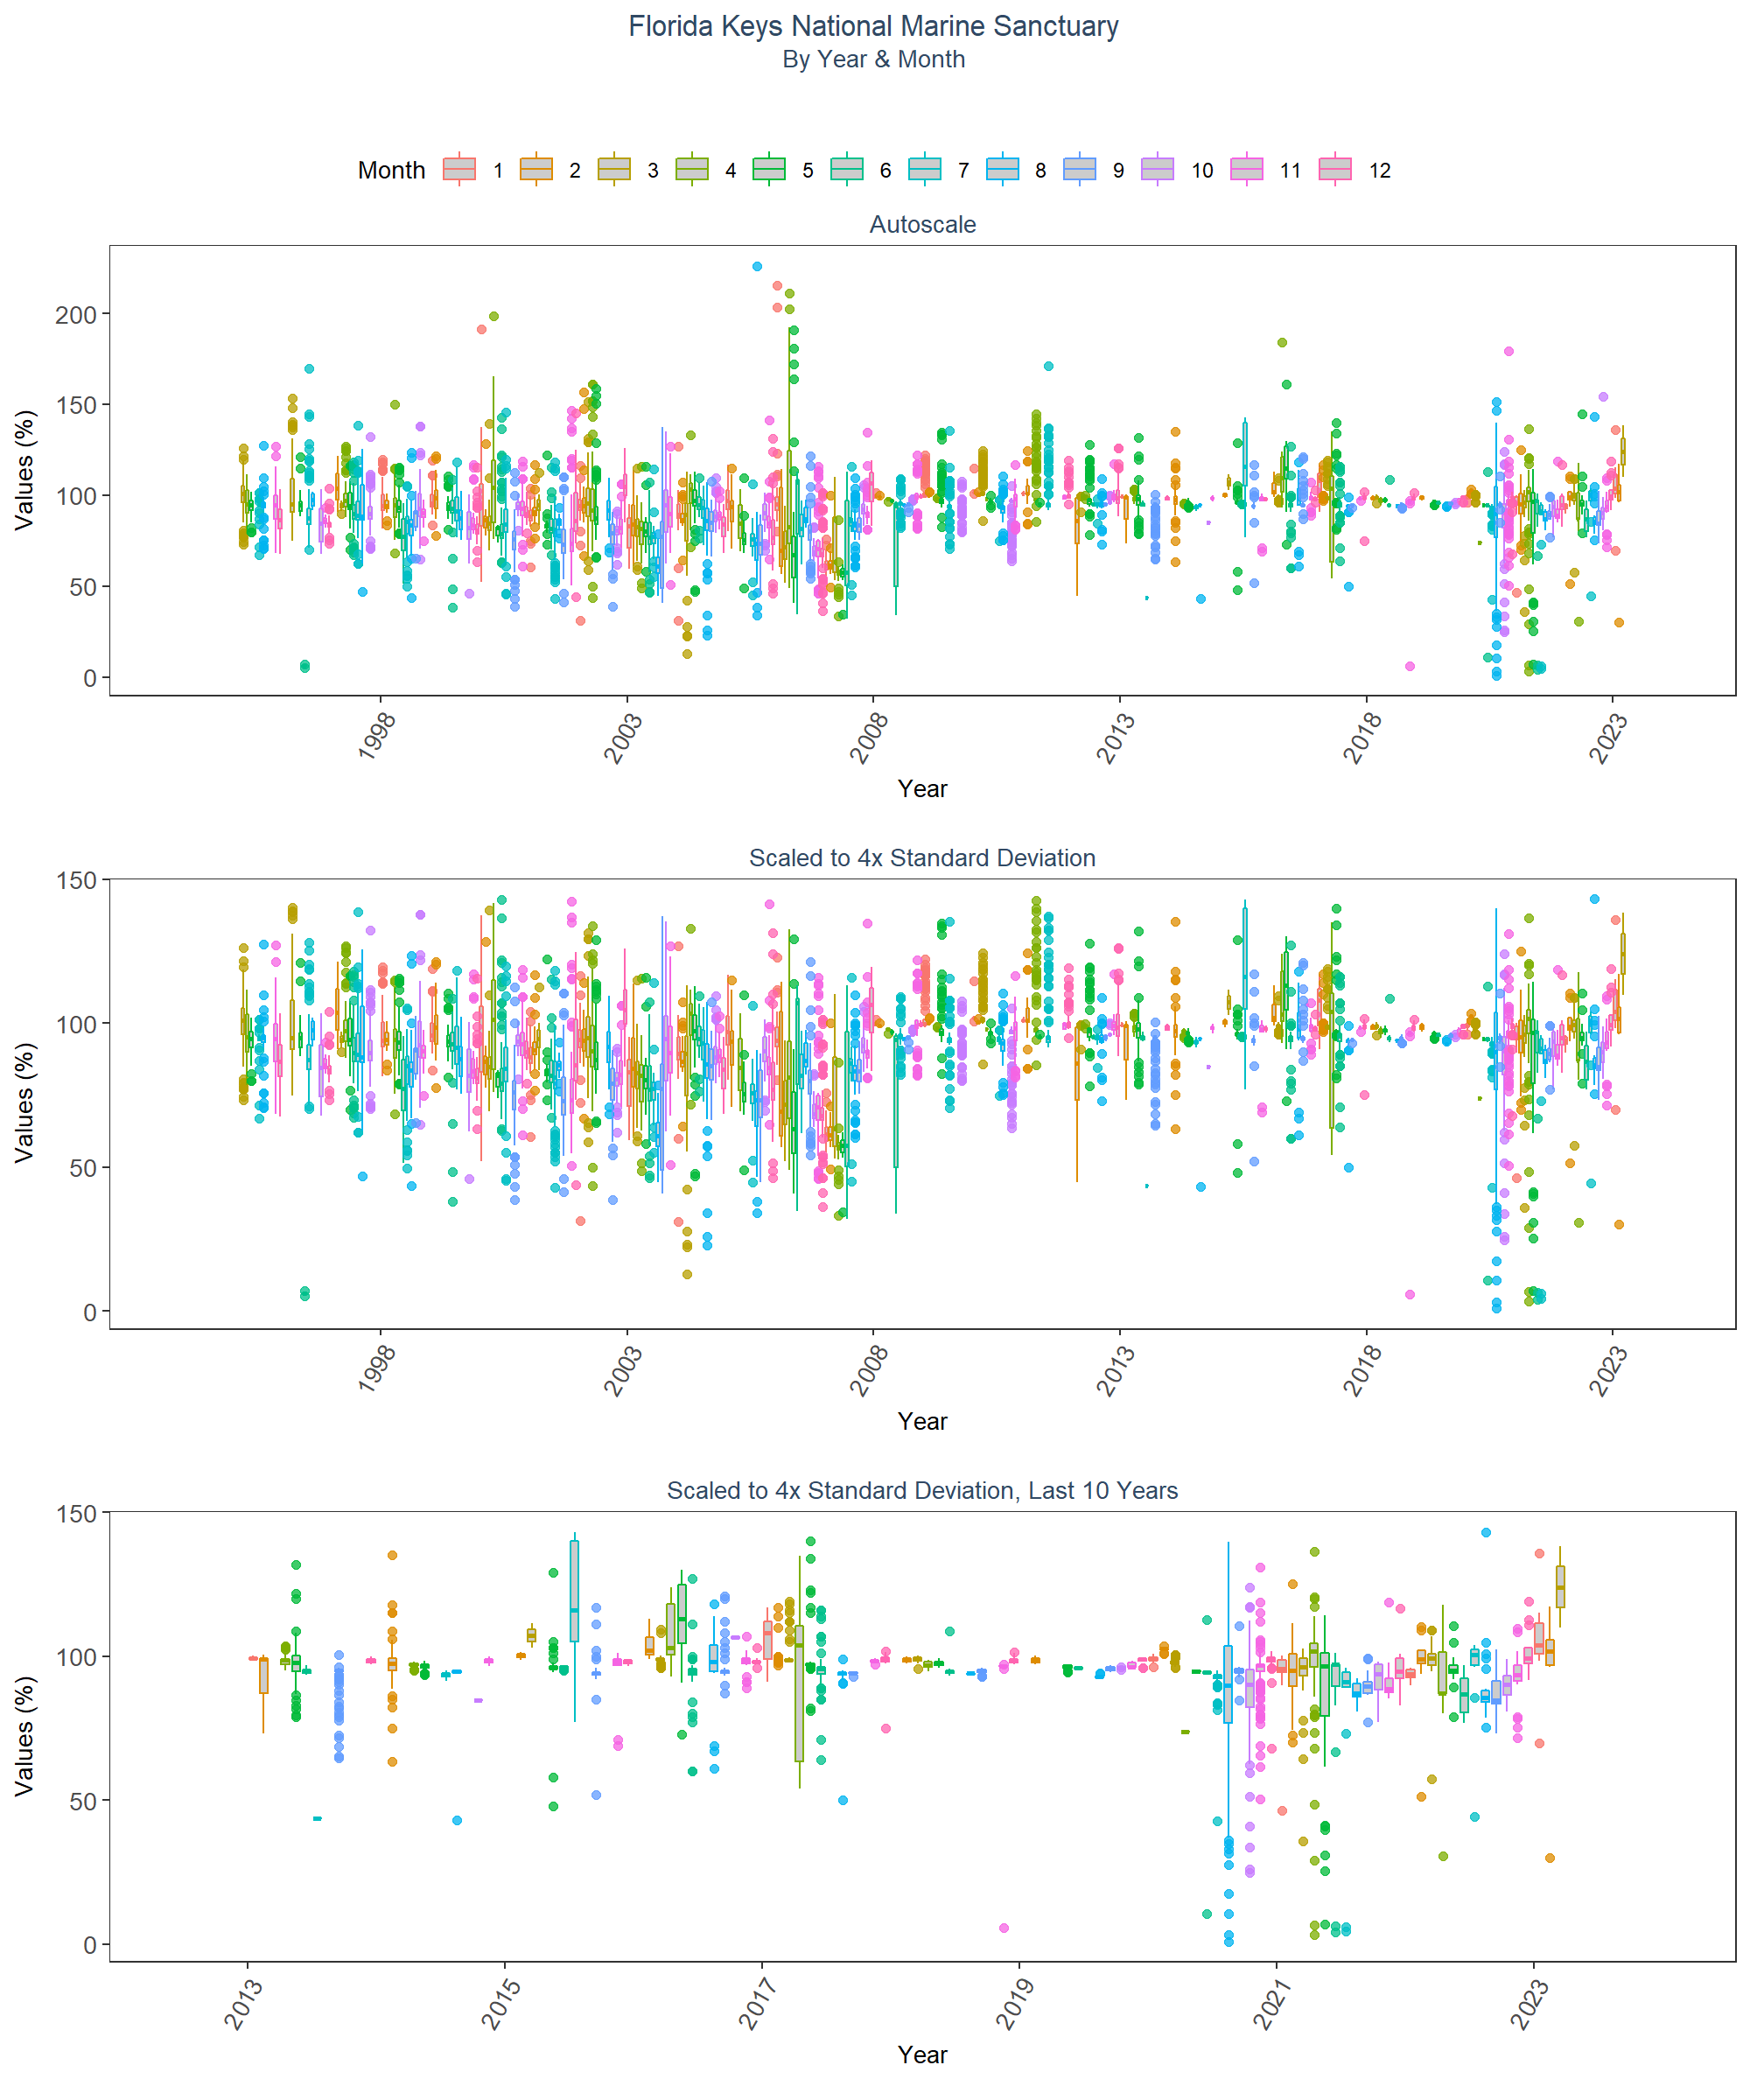 Florida Keys National Marine Sanctuary
By Year & Month
Month 1 2 3 4 5 6 7 8 9 10 11 12
Autoscale
Values (%)
200
150
100
50
0
1998 2003 2008 2013 2018 2023
Year
Scaled to 4x Standard Deviation
Values (%)
150
100
50
0
1998 2003 2008 2013 2018 2023
Year
Scaled to 4x Standard Deviation, Last 10 Years
Values (%)
150
100
50
0
2013 2015 2017 2019 2021 2023
Year